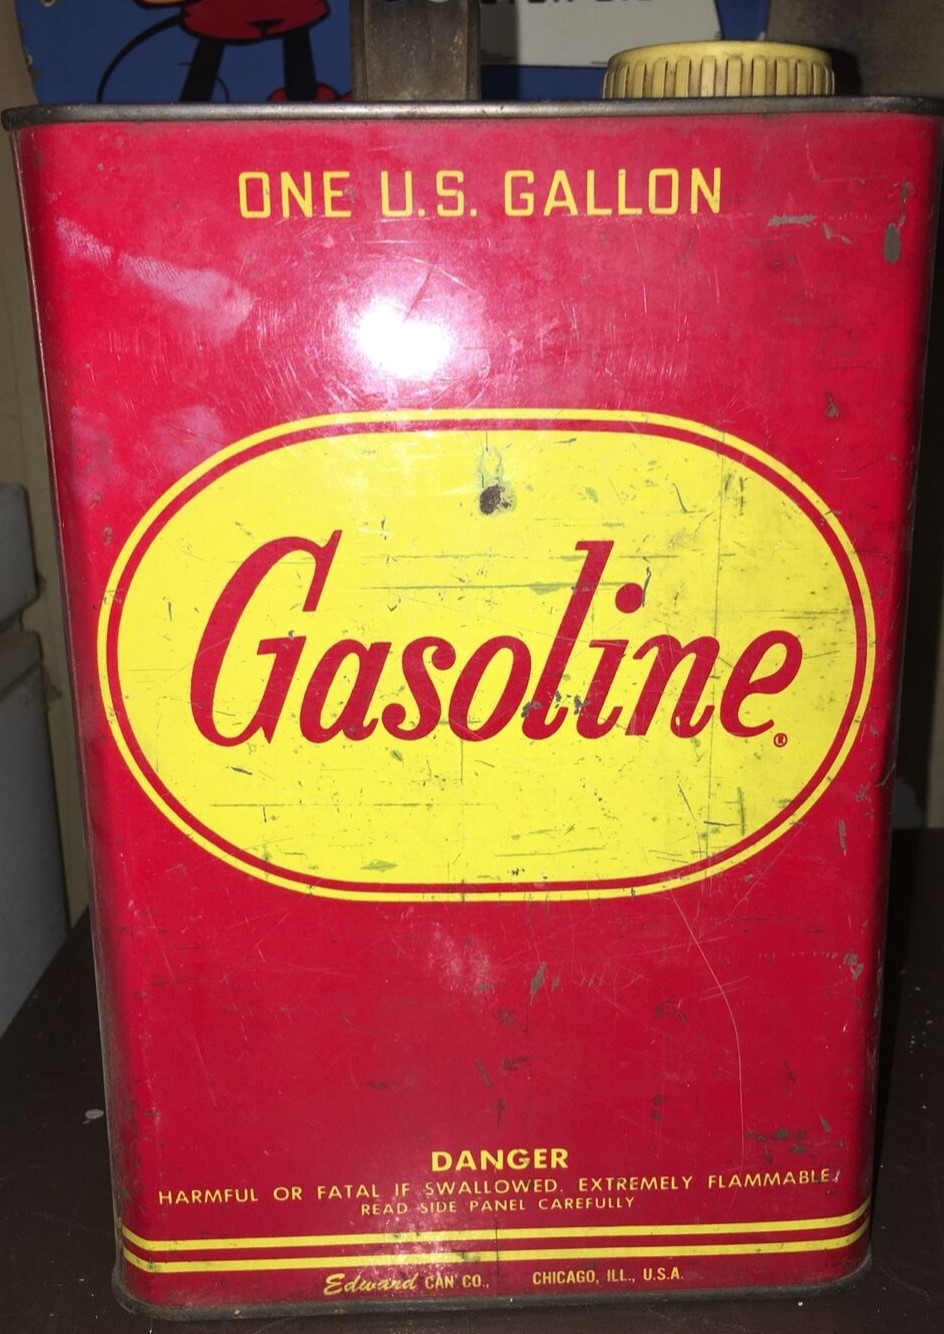 ONE U.S. GALLON
Gasoline®
DANGER
HARMFUL OR FATAL IF SWALLOWED. EXTREMELY FLAMMABLE!
READ SIDE PANEL CAREFULLY
Edward CAN CO., CHICAGO, ILL., U.S.A.